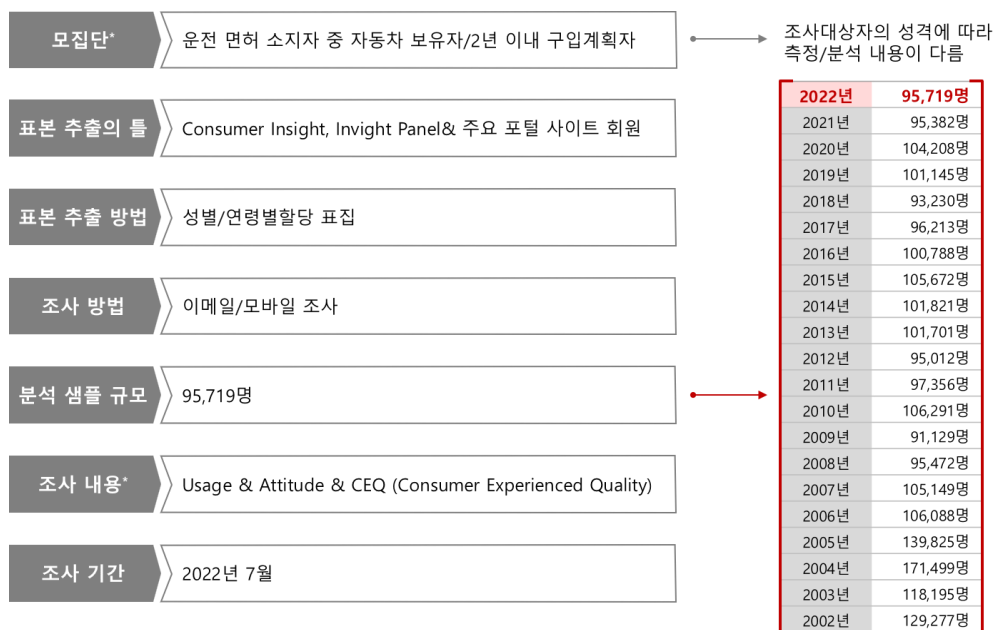 모집단*
운전 면허 소지자 중 자동차 보유자/2년 이내 구입계획자
조사대상자의 성격에 따라
측정/분석 내용이 다름
표본 추출의 틀
Consumer Insight, Invight Panel& 주요 포털 사이트 회원
표본 추출 방법
성별/연령별할당 표집
조사 방법
이메일/모바일 조사
분석 샘플 규모
95,719명
조사 내용*
Usage & Attitude & CEQ (Consumer Experienced Quality)
조사 기간
2022년 7월
2022년 95,719명
2021년 95,382명
2020년 104,208명
2019년 101,145명
2018년 93,230명
2017년 96,213명
2016년 100,788명
2015년 105,672명
2014년 101,821명
2013년 101,701명
2012년 95,012명
2011년 97,356명
2010년 106,291명
2009년 91,129명
2008년 95,472명
2007년 105,149명
2006년 106,088명
2005년 139,825명
2004년 171,499명
2003년 118,195명
2002년 129,277명